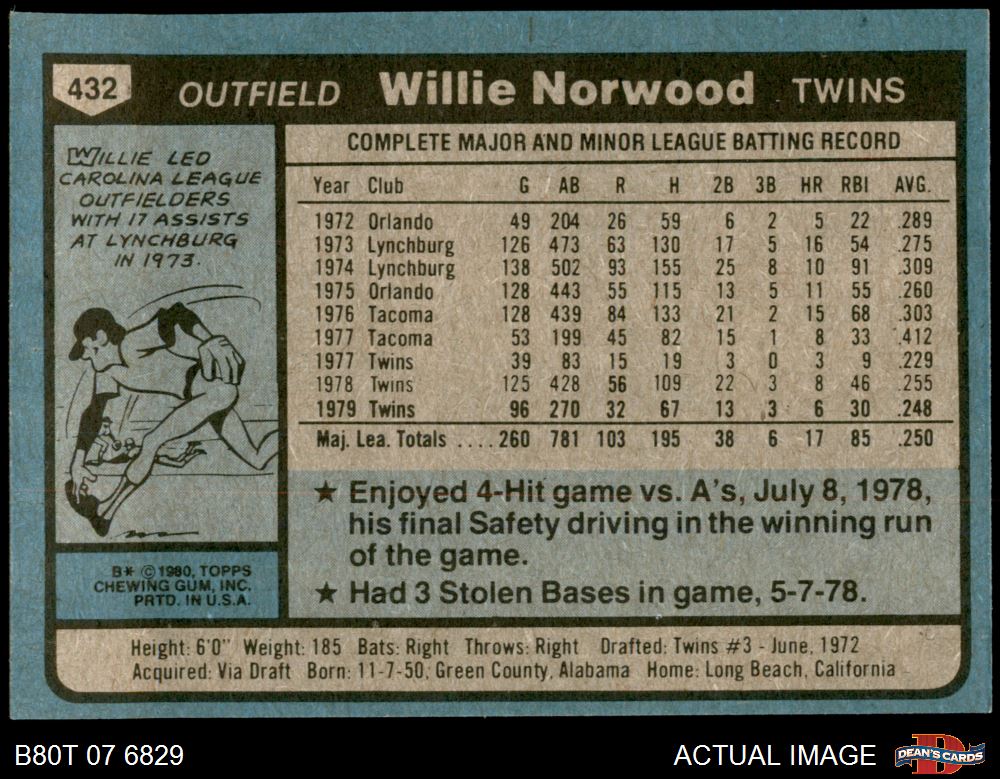 432 OUTFIELD Willie Norwood TWINS
WILLIE LED
CAROLINA LEAGUE
OUTFIELDERS
WITH 17 ASSISTS
AT LYNCHBURG
IN 1973.
B* © 1980, TOPPS
CHEWING GUM, INC.
PRTD. IN U.S.A.
COMPLETE MAJOR AND MINOR LEAGUE BATTING RECORD
Year Club G AB R H 2B 3B HR RBI AVG.
1972 Orlando 49 204 26 59 6 2 5 22 .289
1973 Lynchburg 126 473 63 130 17 5 16 54 .275
1974 Lynchburg 138 502 93 155 25 8 10 91 .309
1975 Orlando 128 443 55 115 13 5 11 55 .260
1976 Tacoma 128 439 84 133 21 2 15 68 .303
1977 Tacoma 53 199 45 82 15 1 8 33 .412
1977 Twins 39 83 15 19 3 0 3 9 .229
1978 Twins 125 428 56 109 22 3 8 46 .255
1979 Twins 96 270 32 67 13 3 6 30 .248
Maj. Lea. Totals .... 260 781 103 195 38 6 17 85 .250
★ Enjoyed 4-Hit game vs. A's, July 8, 1978,
his final Safety driving in the winning run
of the game.
★ Had 3 Stolen Bases in game, 5-7-78.
Height: 6'0" Weight: 185 Bats: Right Throws: Right Drafted: Twins #3 - June, 1972
Acquired: Via Draft Born: 11-7-50, Green County, Alabama Home: Long Beach, California
B80T 07 6829 ACTUAL IMAGE DEAN'S CARDS